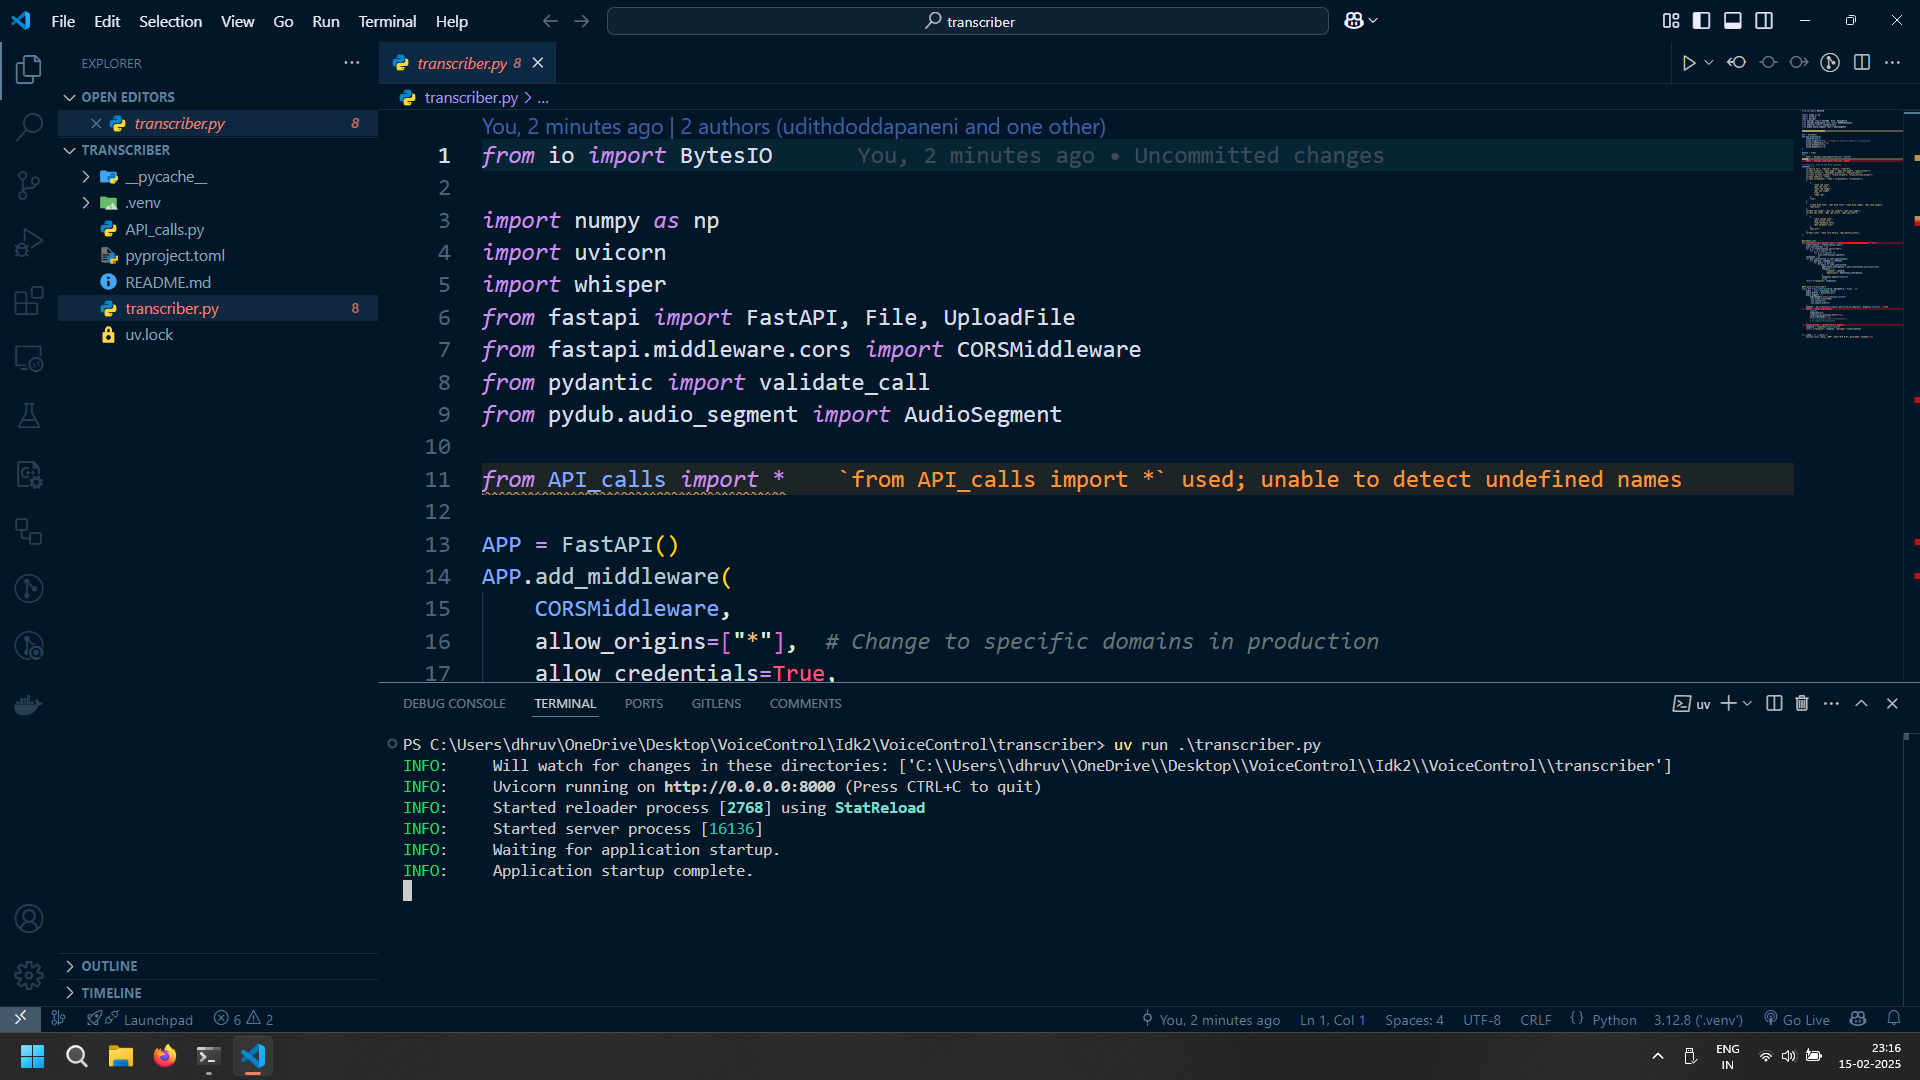 File Edit Selection View Go Run Terminal Help
transcriber
EXPLORER
OPEN EDITORS
transcriber.py 8
TRANSCRIBER
__pycache__
.venv
API_calls.py
pyproject.toml
README.md
transcriber.py 8
uv.lock
OUTLINE
TIMELINE
transcriber.py 8
transcriber.py > ...
You, 2 minutes ago | 2 authors (udithdoddapaneni and one other)
1 from io import BytesIO You, 2 minutes ago • Uncommitted changes
2
3 import numpy as np
4 import uvicorn
5 import whisper
6 from fastapi import FastAPI, File, UploadFile
7 from fastapi.middleware.cors import CORSMiddleware
8 from pydantic import validate_call
9 from pydub.audio_segment import AudioSegment
10
11 from API_calls import * `from API_calls import *` used; unable to detect undefined names
12
13 APP = FastAPI()
14 APP.add_middleware(
15 CORSMiddleware,
16 allow_origins=["*"], # Change to specific domains in production
17 allow_credentials=True,
DEBUG CONSOLE TERMINAL PORTS GITLENS COMMENTS
uv
PS C:\Users\dhruv\OneDrive\Desktop\VoiceControl\Idk2\VoiceControl\transcriber> uv run .\transcriber.py
INFO: Will watch for changes in these directories: ['C:\\Users\\dhruv\\OneDrive\\Desktop\\VoiceControl\\Idk2\\VoiceControl\\transcriber']
INFO: Uvicorn running on http://0.0.0.0:8000 (Press CTRL+C to quit)
INFO: Started reloader process [2768] using StatReload
INFO: Started server process [16136]
INFO: Waiting for application startup.
INFO: Application startup complete.
Launchpad 6 2
You, 2 minutes ago Ln 1, Col 1 Spaces: 4 UTF-8 CRLF {} Python 3.12.8 ('.venv') Go Live
ENG
IN
23:16
15-02-2025